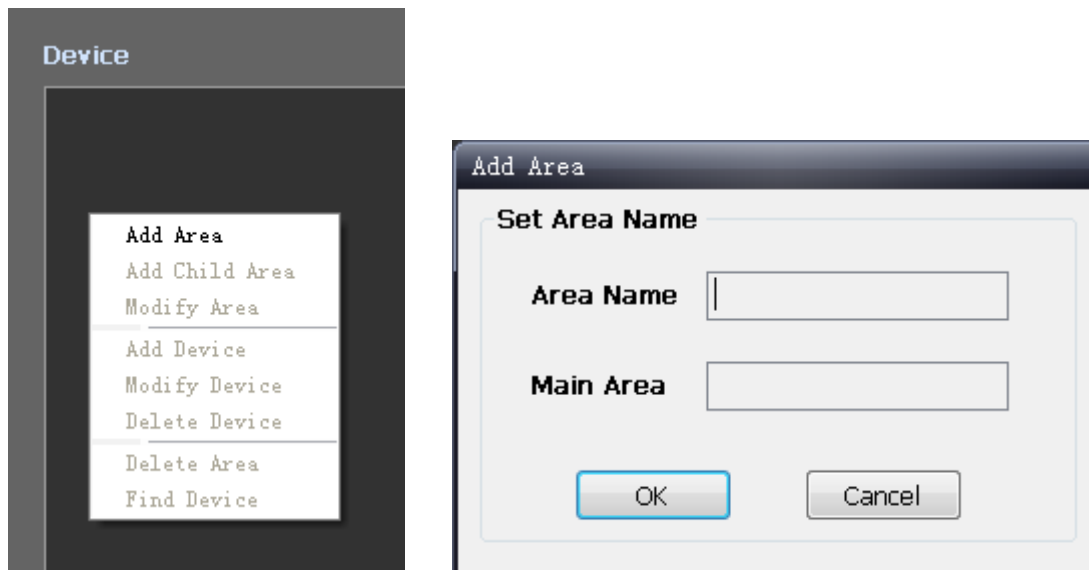 Device
Add Area
Add Child Area
Modify Area
Add Device
Modify Device
Delete Device
Delete Area
Find Device
Add Area
Set Area Name
Area Name
Main Area
OK Cancel